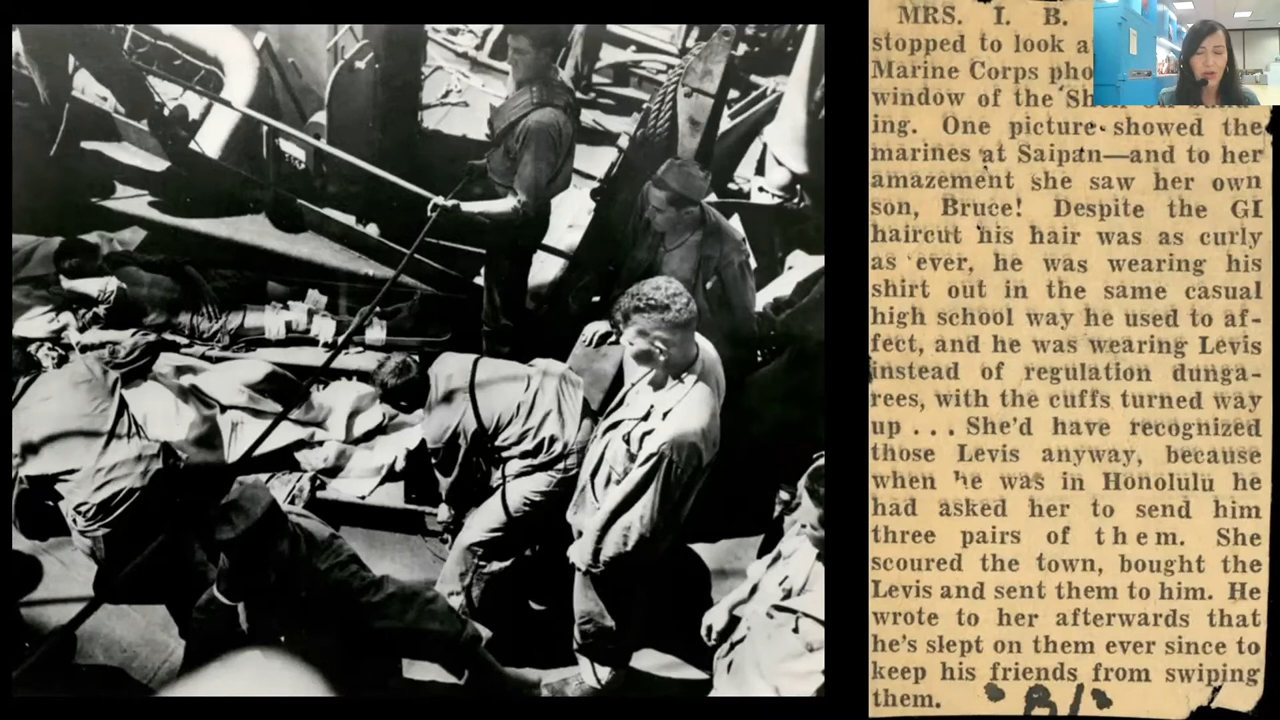 MRS. I. B.
stopped to look a
Marine Corps pho
window of the Sh
ing. One picture showed the
marines at Saipan—and to her
amazement she saw her own
son, Bruce! Despite the GI
haircut his hair was as curly
as ever, he was wearing his
shirt out in the same casual
high school way he used to af-
fect, and he was wearing Levis
instead of regulation dunga-
rees, with the cuffs turned way
up . . . She'd have recognized
those Levis anyway, because
when he was in Honolulu he
had asked her to send him
three pairs of them. She
scoured the town, bought the
Levis and sent them to him. He
wrote to her afterwards that
he's slept on them ever since to
keep his friends from swiping
them.